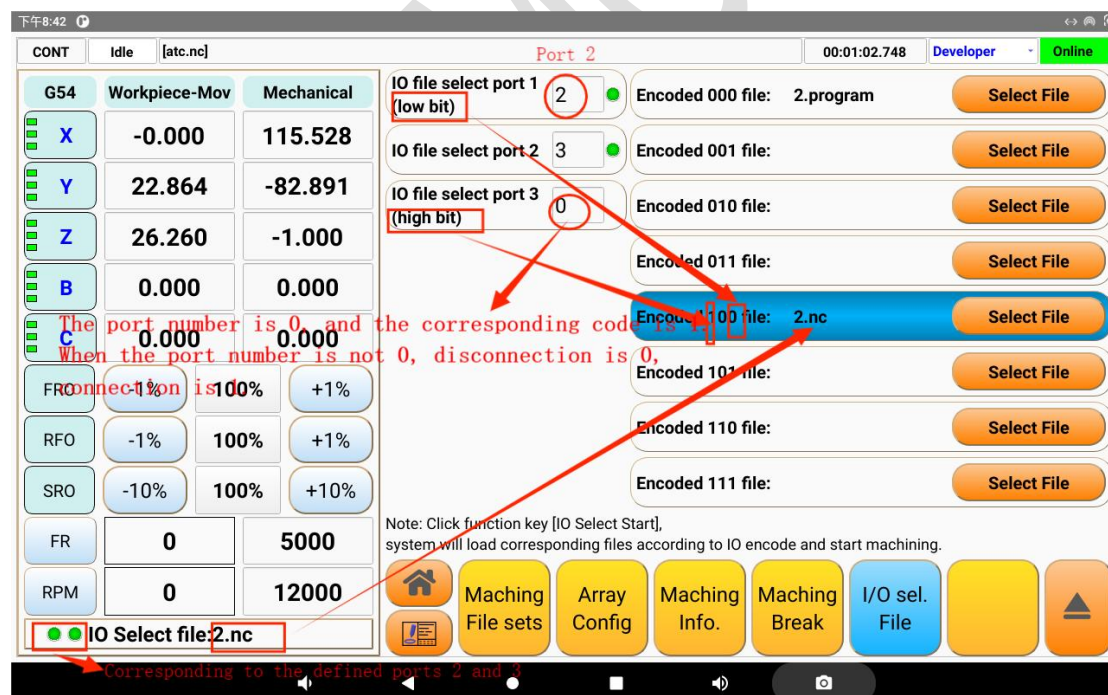 下午8:42
CONT Idle [atc.nc] Port 2 00:01:02.748 Developer Online
G54 Workpiece-Mov Mechanical
X -0.000 115.528
Y 22.864 -82.891
Z 26.260 -1.000
B 0.000 0.000
C 0.000 0.000
FRO -1% 100% +1%
RFO -1% 100% +1%
SRO -10% 100% +10%
FR 0 5000
RPM 0 12000
IO Select file:2.nc
IO file select port 1
(low bit) 2
IO file select port 2 3
IO file select port 3
(high bit) 0
Encoded 000 file: 2.program Select File
Encoded 001 file: Select File
Encoded 010 file: Select File
Encoded 011 file: Select File
Encoded 100 file: 2.nc Select File
Encoded 101 file: Select File
Encoded 110 file: Select File
Encoded 111 file: Select File
The port number is 0, and the corresponding code is 1.
When the port number is not 0, disconnection is 0,
connection is 1.
Note: Click function key [IO Select Start],
system will load corresponding files according to IO encode and start machining.
Maching
File sets
Array
Config
Maching
Info.
Maching
Break
I/O sel.
File
Corresponding to the defined ports 2 and 3